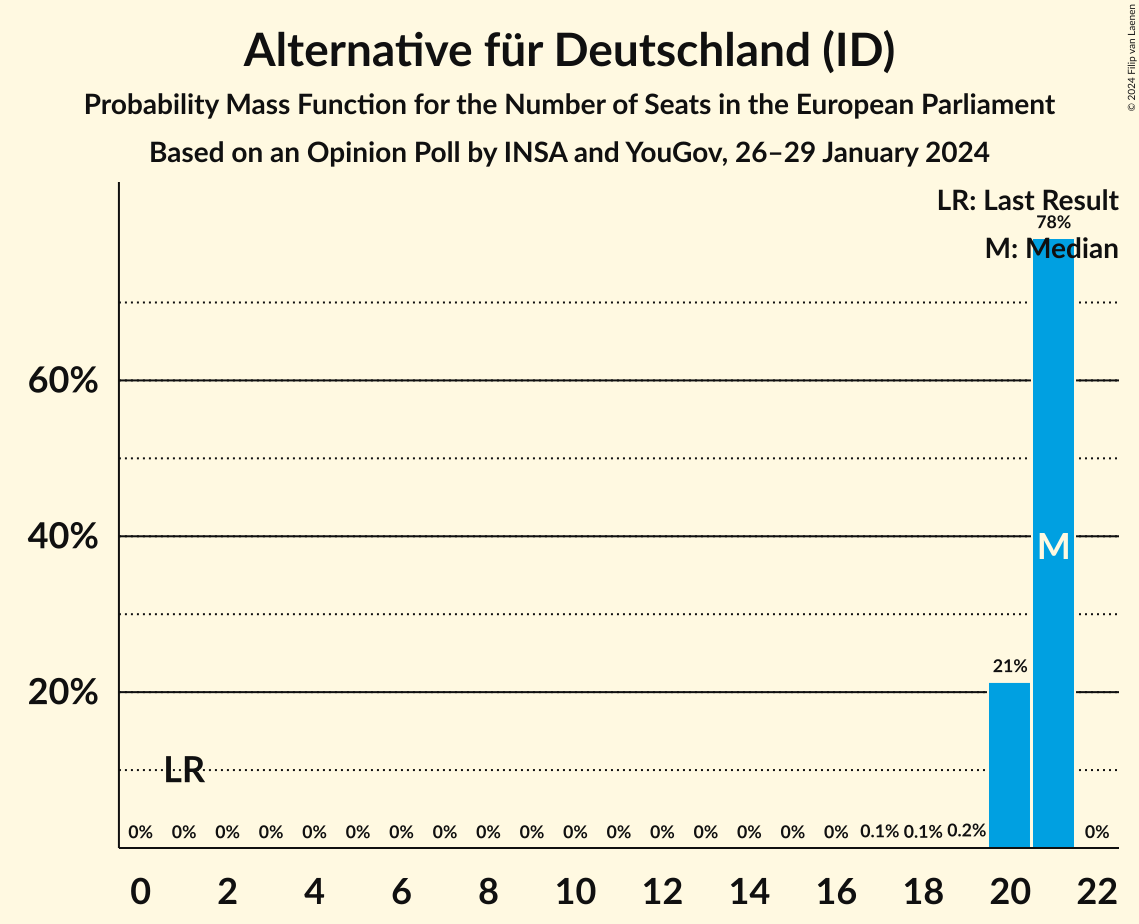 Alternative für Deutschland (ID)
Probability Mass Function for the Number of Seats in the European Parliament
Based on an Opinion Poll by INSA and YouGov, 26–29 January 2024
© 2024 Filip van Laenen
LR: Last Result
78%
M: Median
60%
40%
M
21%
20%
LR
0% 0% 0% 0% 0% 0% 0% 0% 0% 0% 0% 0% 0% 0% 0% 0% 0% 0.1% 0.1% 0.2% 0%
0 2 4 6 8 10 12 14 16 18 20 22